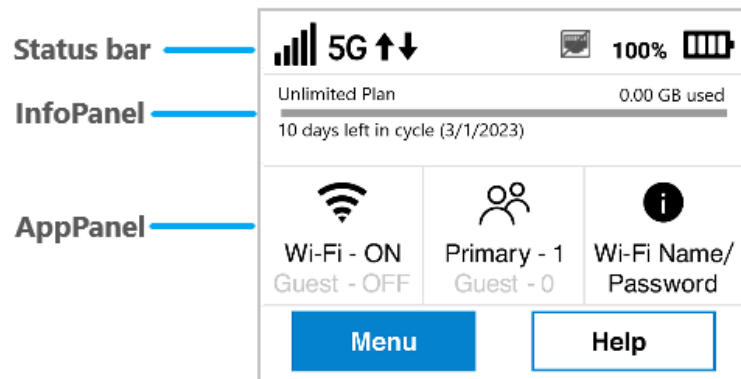 Status bar
5G 100%
InfoPanel
Unlimited Plan 0.00 GB used
10 days left in cycle (3/1/2023)
AppPanel
Wi-Fi - ON
Guest - OFF
Primary - 1
Guest - 0
Wi-Fi Name/
Password
Menu Help